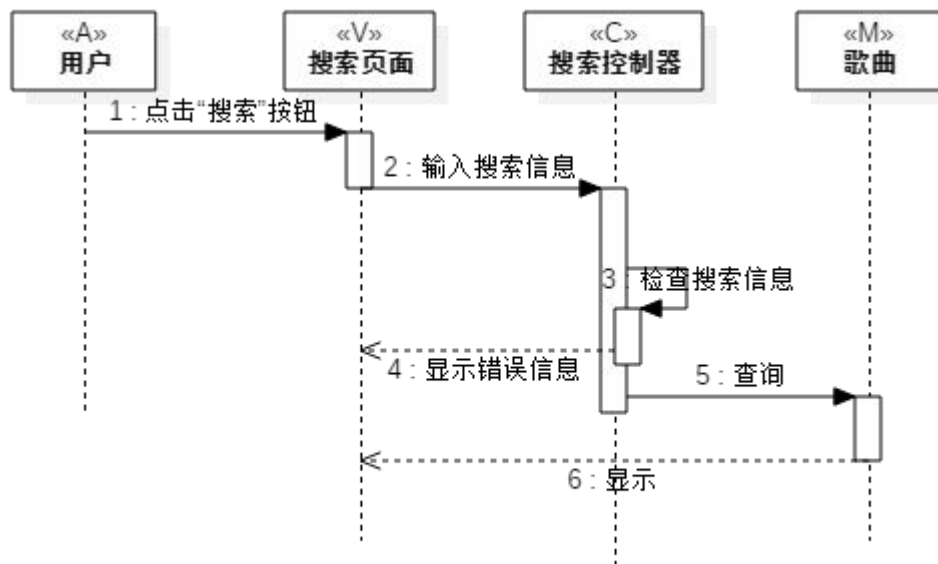 «A»
用户
«V»
搜索页面
«C»
搜索控制器
«M»
歌曲
1 : 点击“搜索”按钮
2 : 输入搜索信息
3 : 检查搜索信息
4 : 显示错误信息
5 : 查询
6 : 显示